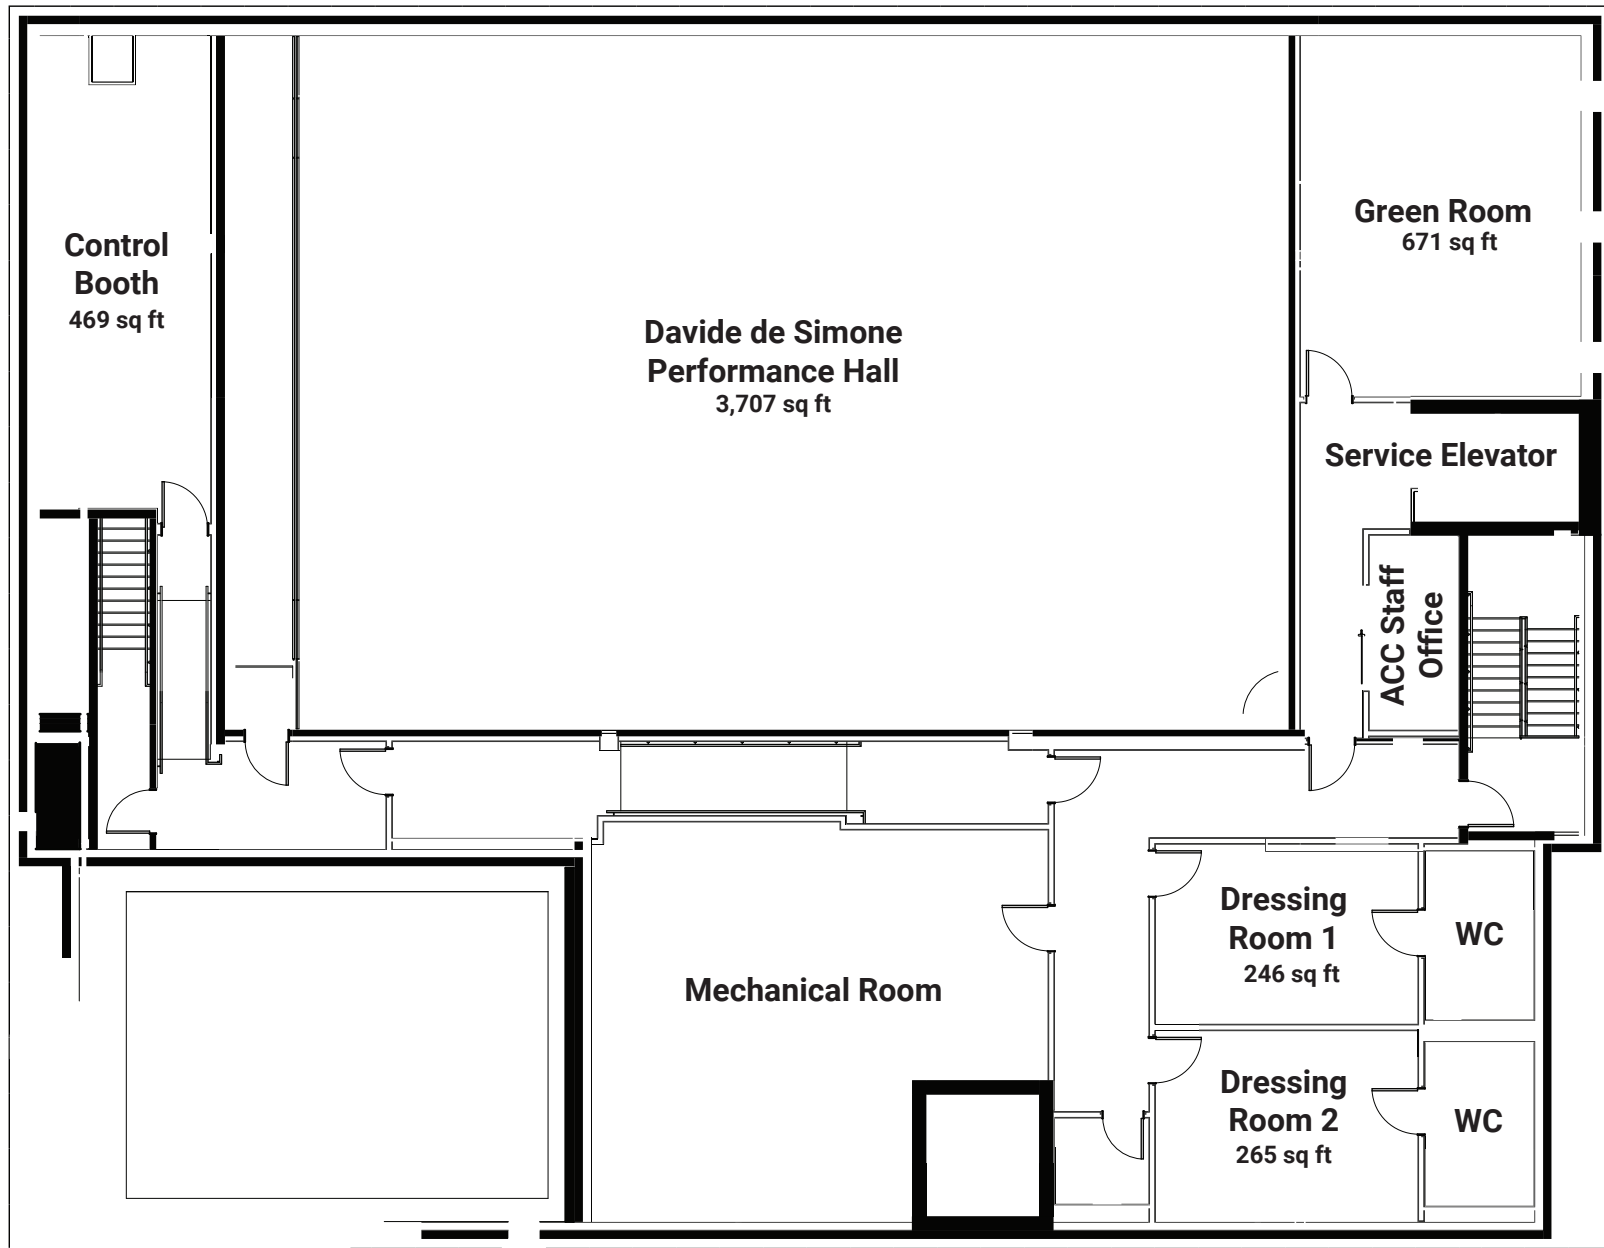 Control
Booth
469 sq ft
Davide de Simone
Performance Hall
3,707 sq ft
Green Room
671 sq ft
Service Elevator
ACC Staff
Office
Mechanical Room
Dressing
Room 1
246 sq ft
WC
Dressing
Room 2
265 sq ft
WC